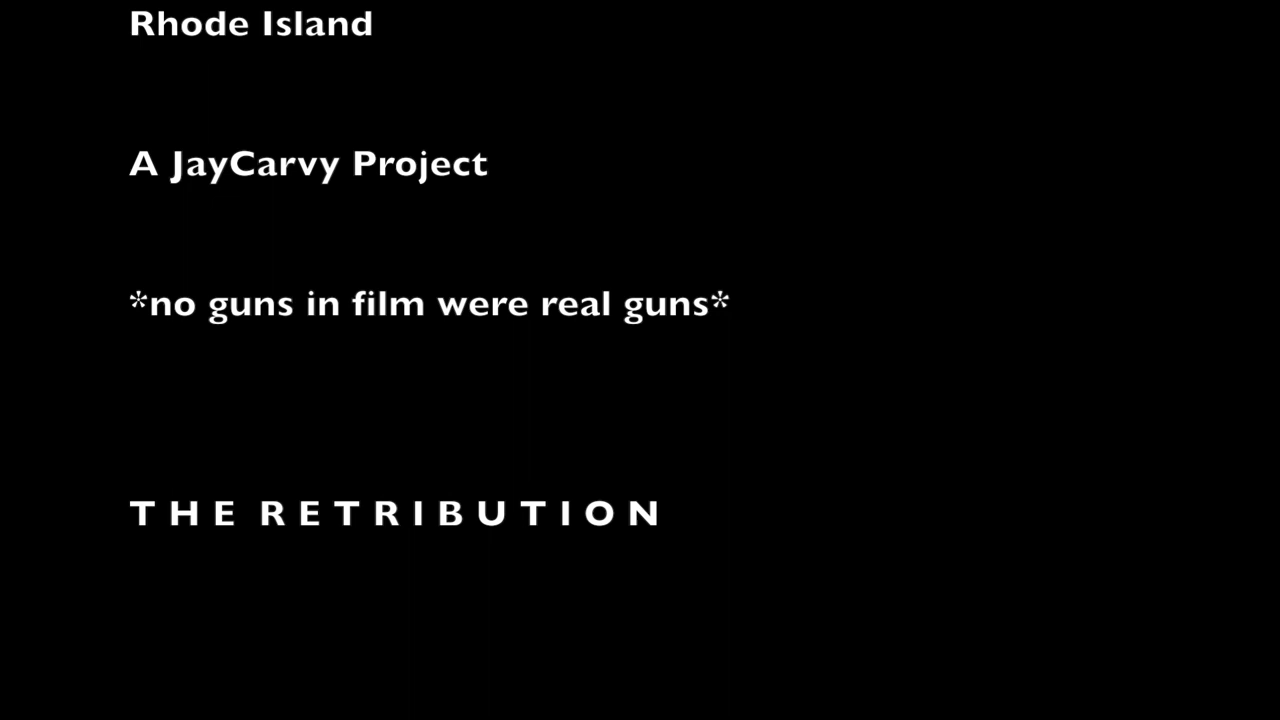 Rhode Island
A JayCarvy Project
*no guns in film were real guns*
T H E R E T R I B U T I O N